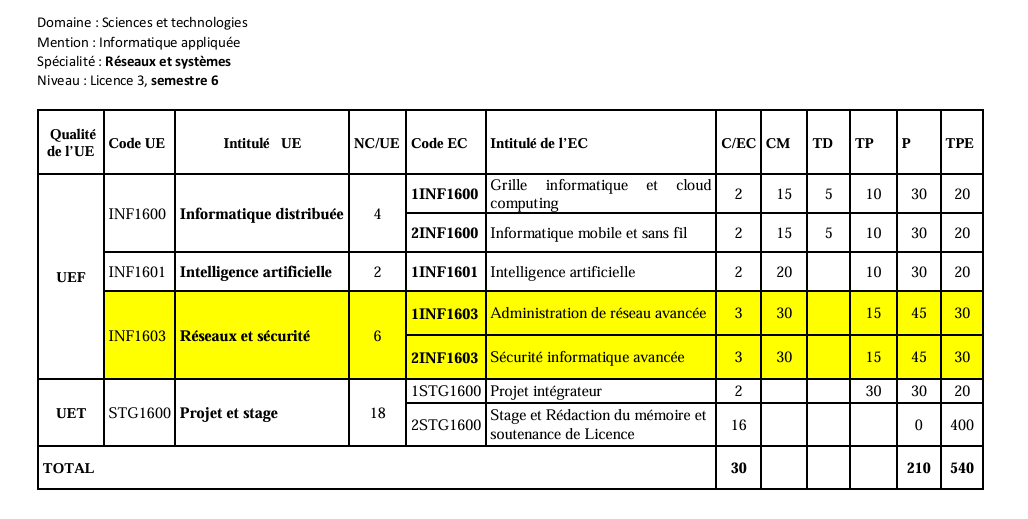 Domaine : Sciences et technologies
Mention : Informatique appliquée
Spécialité : Réseaux et systèmes
Niveau : Licence 3, semestre 6
Qualité de l'UE Code UE Intitulé UE NC/UE Code EC Intitulé de l'EC C/EC CM TD TP P TPE
UEF INF1600 Informatique distribuée 4 1INF1600 Grille informatique et cloud computing 2 15 5 10 30 20
2INF1600 Informatique mobile et sans fil 2 15 5 10 30 20
INF1601 Intelligence artificielle 2 1INF1601 Intelligence artificielle 2 20 10 30 20
INF1603 Réseaux et sécurité 6 1INF1603 Administration de réseau avancée 3 30 15 45 30
2INF1603 Sécurité informatique avancée 3 30 15 45 30
UET STG1600 Projet et stage 18 1STG1600 Projet intégrateur 2 30 30 20
2STG1600 Stage et Rédaction du mémoire et soutenance de Licence 16 0 400
TOTAL 30 210 540